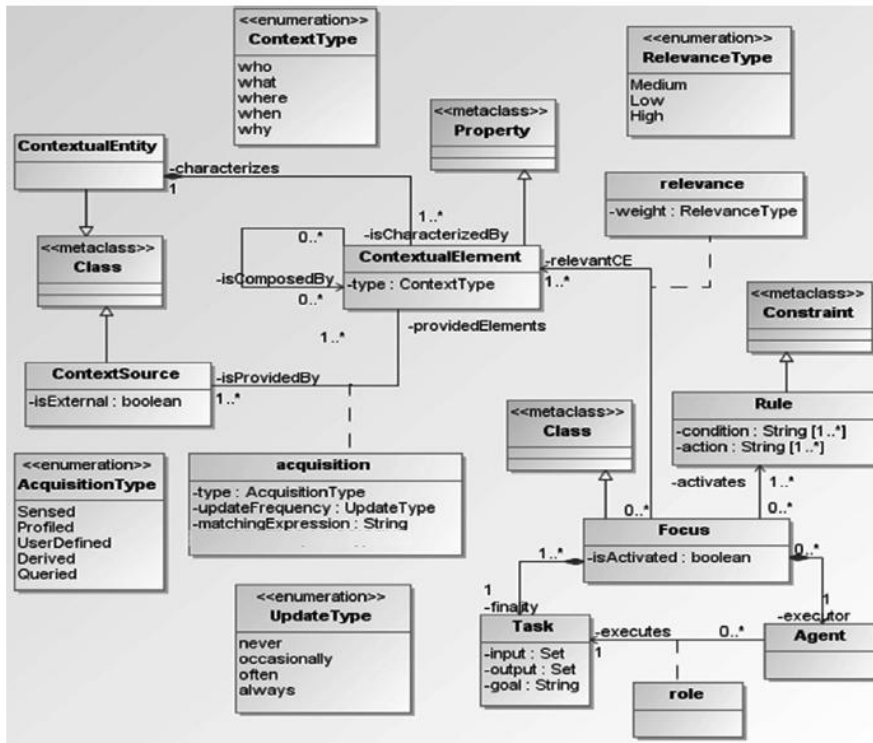 <<enumeration>>
ContextType
who
what
where
when
why
<<enumeration>>
RelevanceType
Medium
Low
High
<<metaclass>>
Property
ContextualEntity
-characterizes
1
1..*
-isCharacterizedBy
relevance
-weight : RelevanceType
<<metaclass>>
Class
0..*
-isComposedBy
0..*
ContextualElement
-type : ContextType
-relevantCE
1..*
<<metaclass>>
Constraint
1..*
-providedElements
ContextSource
-isExternal : boolean
-isProvidedBy
1..*
<<metaclass>>
Class
Rule
-condition : String [1..*]
-action : String [1..*]
<<enumeration>>
AcquisitionType
Sensed
Profiled
UserDefined
Derived
Queried
acquisition
-type : AcquisitionType
-updateFrequency : UpdateType
-matchingExpression : String
-activates
1..*
0..*
0..*
Focus
-isActivated : boolean
1..*
0..*
1
-finality
1
-executor
<<enumeration>>
UpdateType
never
occasionally
often
always
Task
-input : Set
-output : Set
-goal : String
-executes
1
0..*
Agent
role